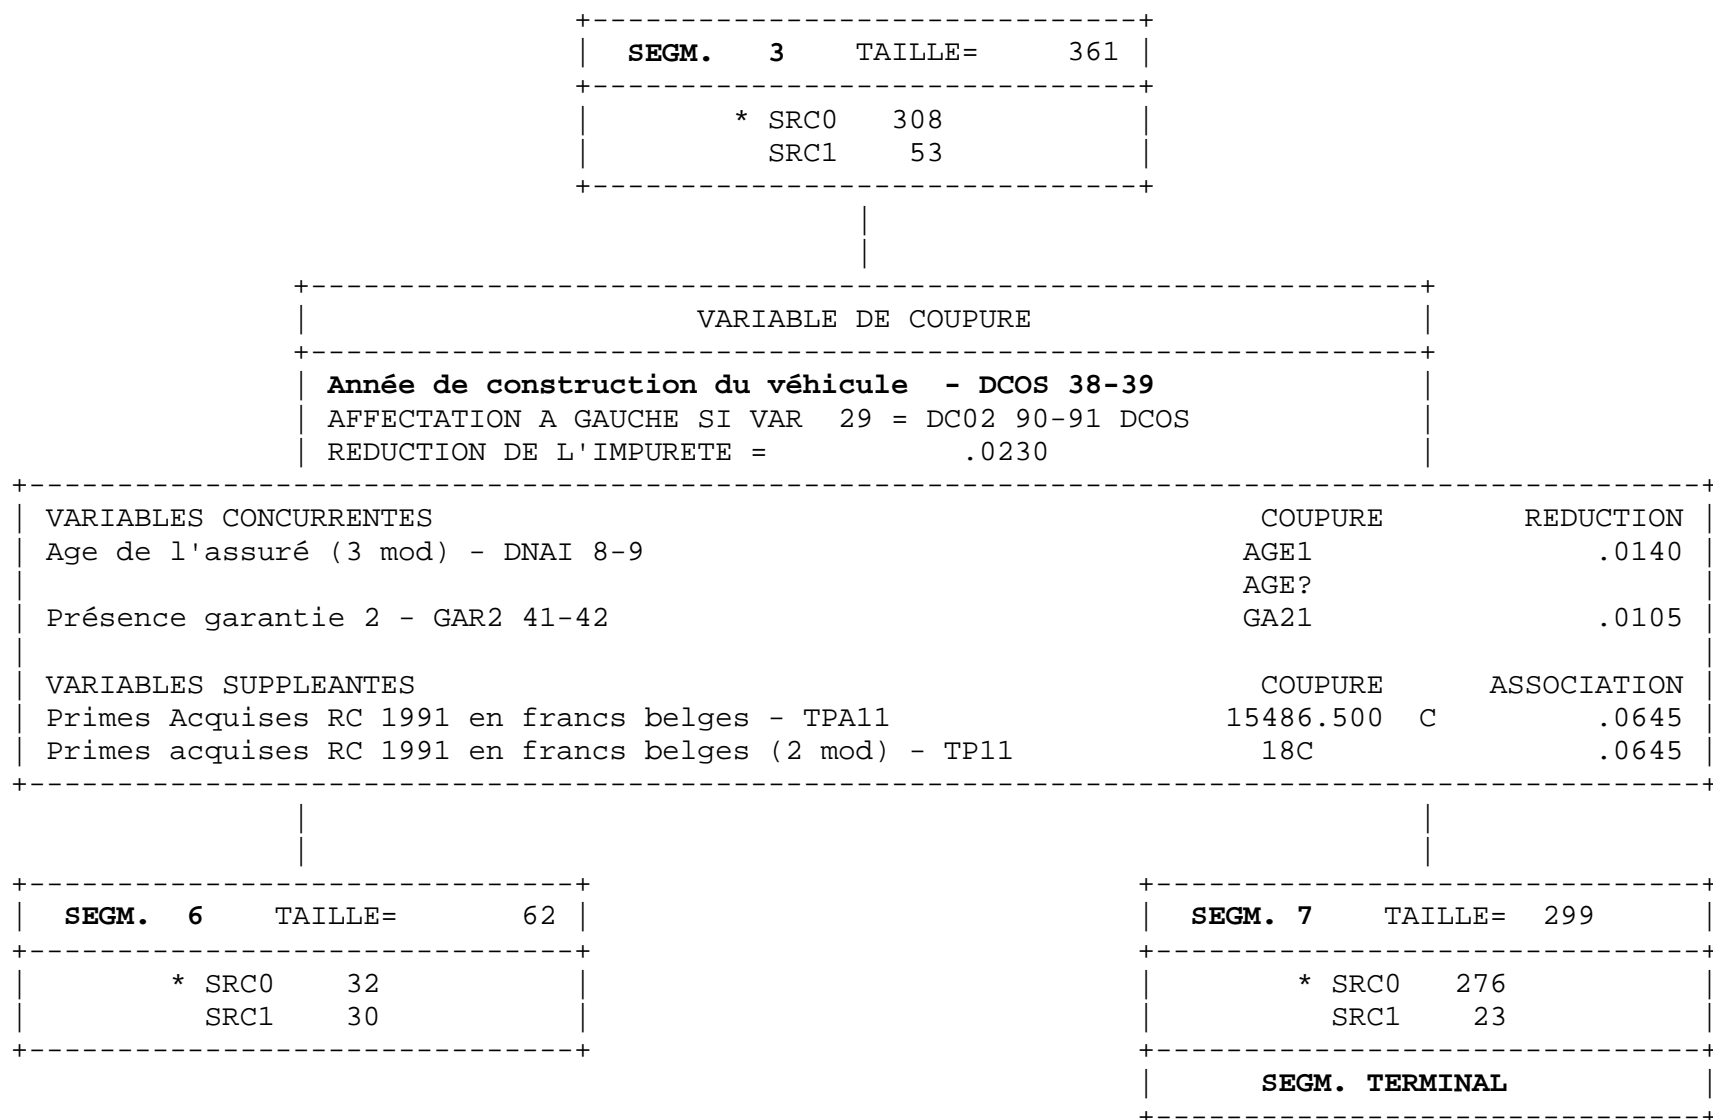 SEGM. 3 TAILLE= 361
* SRC0 308
SRC1 53
VARIABLE DE COUPURE
Année de construction du véhicule - DCOS 38-39
AFFECTATION A GAUCHE SI VAR 29 = DC02 90-91 DCOS
REDUCTION DE L'IMPURETE = .0230
VARIABLES CONCURRENTES COUPURE REDUCTION
Age de l'assuré (3 mod) - DNAI 8-9 AGE1 .0140
AGE?
Présence garantie 2 - GAR2 41-42 GA21 .0105
VARIABLES SUPPLEANTES COUPURE ASSOCIATION
Primes Acquises RC 1991 en francs belges - TPA11 15486.500 C .0645
Primes acquises RC 1991 en francs belges (2 mod) - TP11 18C .0645
SEGM. 6 TAILLE= 62
* SRC0 32
SRC1 30
SEGM. 7 TAILLE= 299
* SRC0 276
SRC1 23
SEGM. TERMINAL